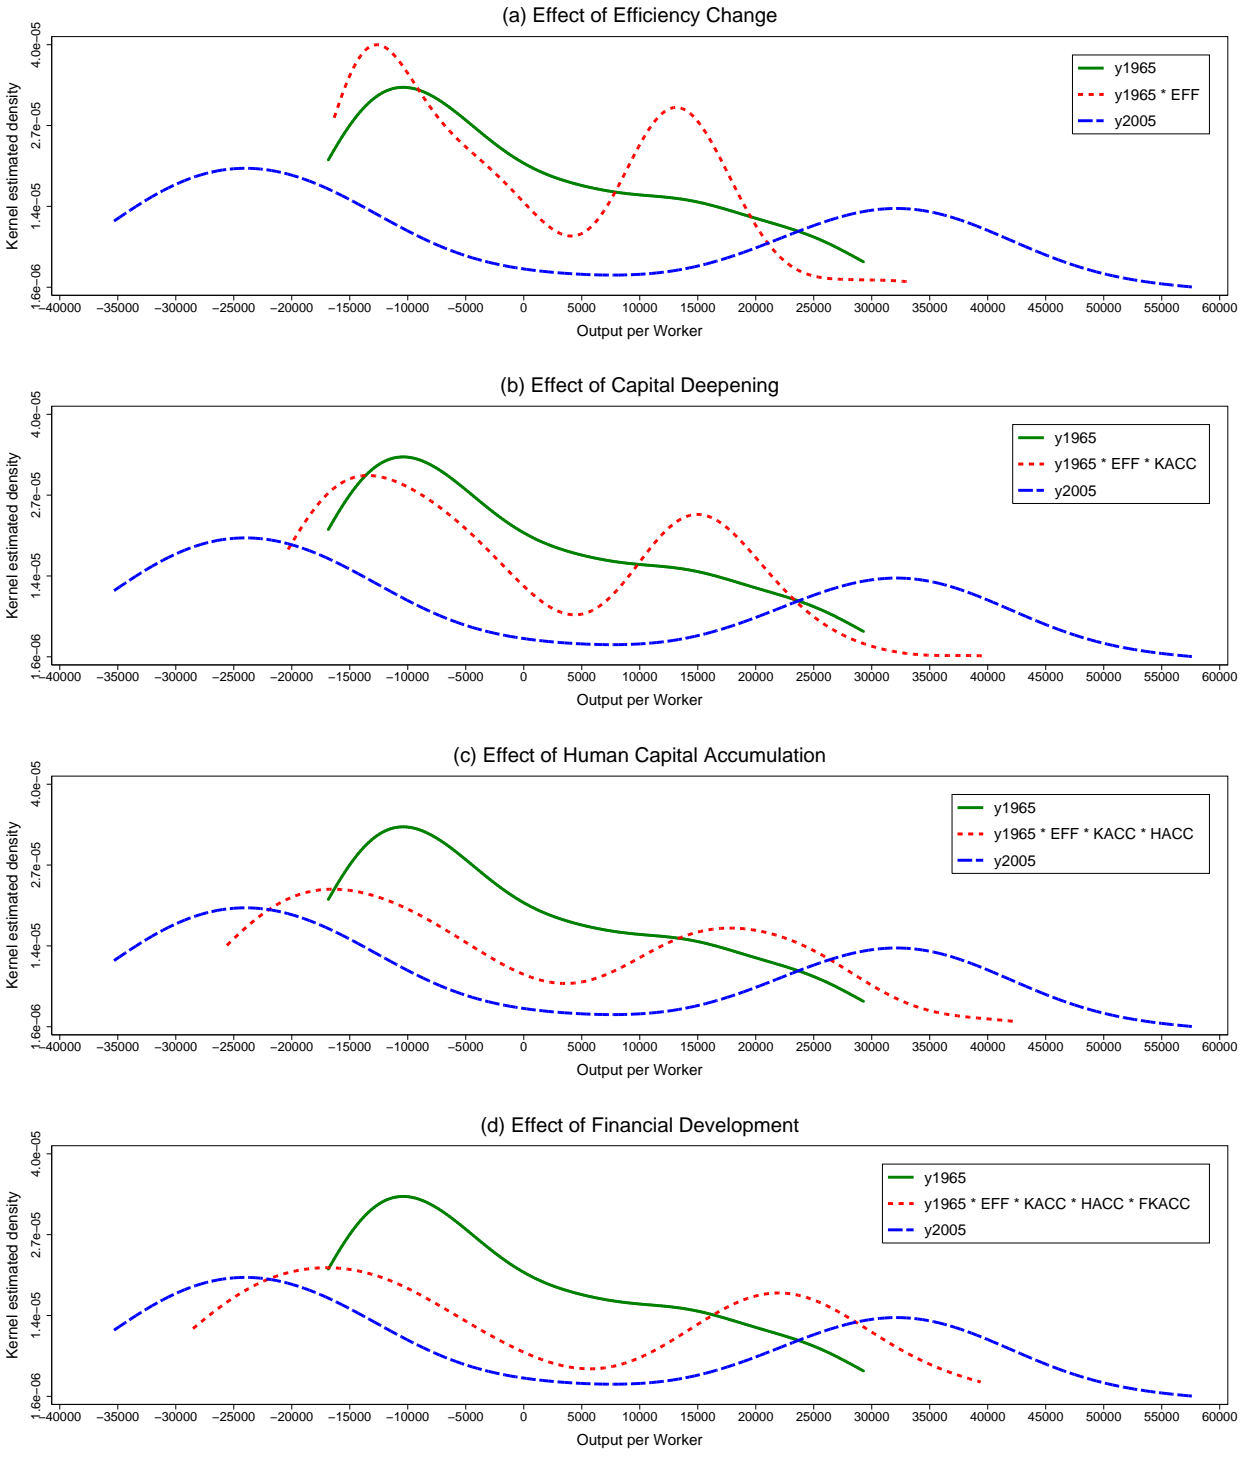 (a) Effect of Efficiency Change
4.0e−05
2.7e−05
1.4e−05
1.6e−06
Kernel estimated density
y1965
y1965 * EFF
y2005
−40000 −35000 −30000 −25000 −20000 −15000 −10000 −5000 0 5000 10000 15000 20000 25000 30000 35000 40000 45000 50000 55000 60000
Output per Worker
(b) Effect of Capital Deepening
4.0e−05
2.7e−05
1.4e−05
1.6e−06
Kernel estimated density
y1965
y1965 * EFF * KACC
y2005
−40000 −35000 −30000 −25000 −20000 −15000 −10000 −5000 0 5000 10000 15000 20000 25000 30000 35000 40000 45000 50000 55000 60000
Output per Worker
(c) Effect of Human Capital Accumulation
4.0e−05
2.7e−05
1.4e−05
1.6e−06
Kernel estimated density
y1965
y1965 * EFF * KACC * HACC
y2005
−40000 −35000 −30000 −25000 −20000 −15000 −10000 −5000 0 5000 10000 15000 20000 25000 30000 35000 40000 45000 50000 55000 60000
Output per Worker
(d) Effect of Financial Development
4.0e−05
2.7e−05
1.4e−05
1.6e−06
Kernel estimated density
y1965
y1965 * EFF * KACC * HACC * FKACC
y2005
−40000 −35000 −30000 −25000 −20000 −15000 −10000 −5000 0 5000 10000 15000 20000 25000 30000 35000 40000 45000 50000 55000 60000
Output per Worker